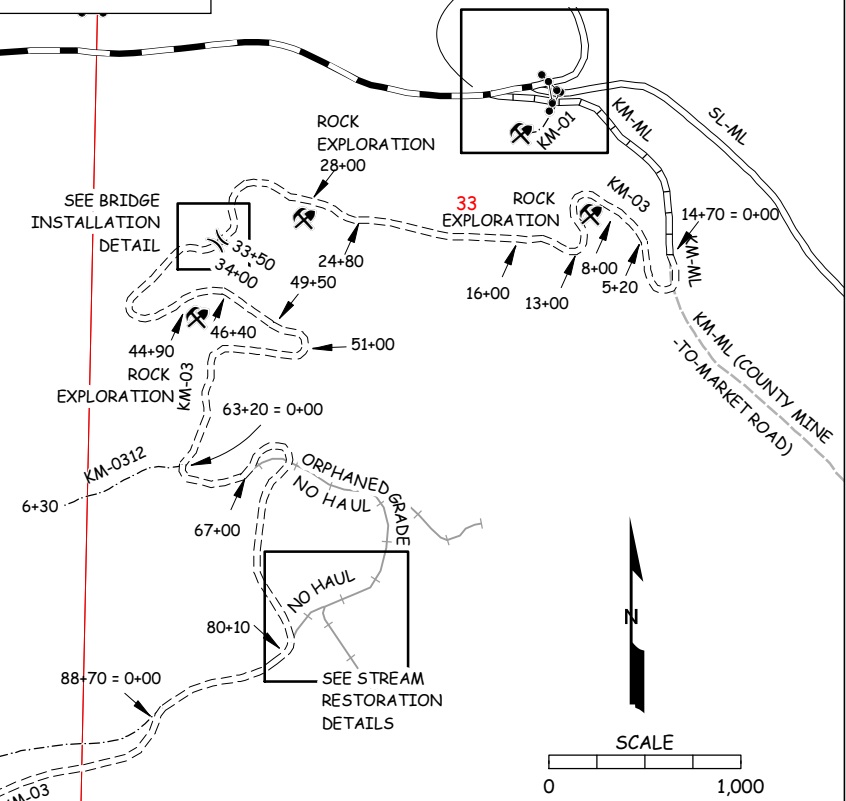 SL-ML
KM-ML
KM-01
ROCK
EXPLORATION
28+00
SEE BRIDGE
INSTALLATION
DETAIL
33
ROCK
EXPLORATION
KM-03
14+70 = 0+00
KM-ML
33+50
34+00
24+80
49+50
16+00
13+00
8+00
5+20
46+40
44+90
51+00
ROCK
EXPLORATION
KM-03
KM-ML (COUNTY MINE
-TO-MARKET ROAD)
63+20 = 0+00
KM-0312
6+30
ORPHANED GRADE
NO HAUL
67+00
NO HAUL
80+10
N
88+70 = 0+00
SEE STREAM
RESTORATION
DETAILS
SCALE
0
1,000
KM-03